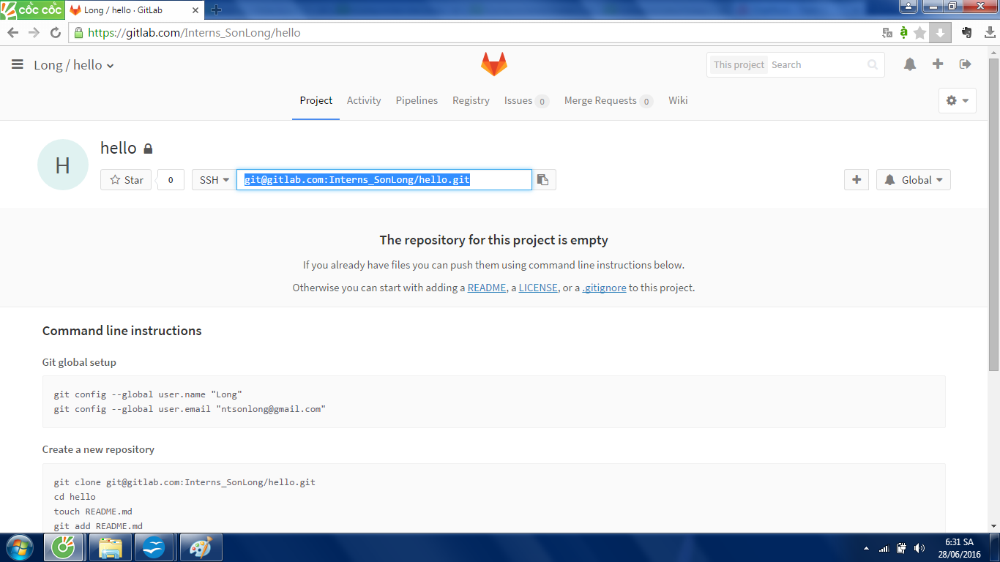 cốc cốc
Long / hello · GitLab
https://gitlab.com/Interns_SonLong/hello
Long / hello
This project Search
Project Activity Pipelines Registry Issues 0 Merge Requests 0 Wiki
H
hello
Star 0 SSH git@gitlab.com:Interns_SonLong/hello.git Global
The repository for this project is empty
If you already have files you can push them using command line instructions below.
Otherwise you can start with adding a README, a LICENSE, or a .gitignore to this project.
Command line instructions
Git global setup
git config --global user.name "Long"
git config --global user.email "ntsonlong@gmail.com"
Create a new repository
git clone git@gitlab.com:Interns_SonLong/hello.git
cd hello
touch README.md
git add README.md
6:31 SA
28/06/2016